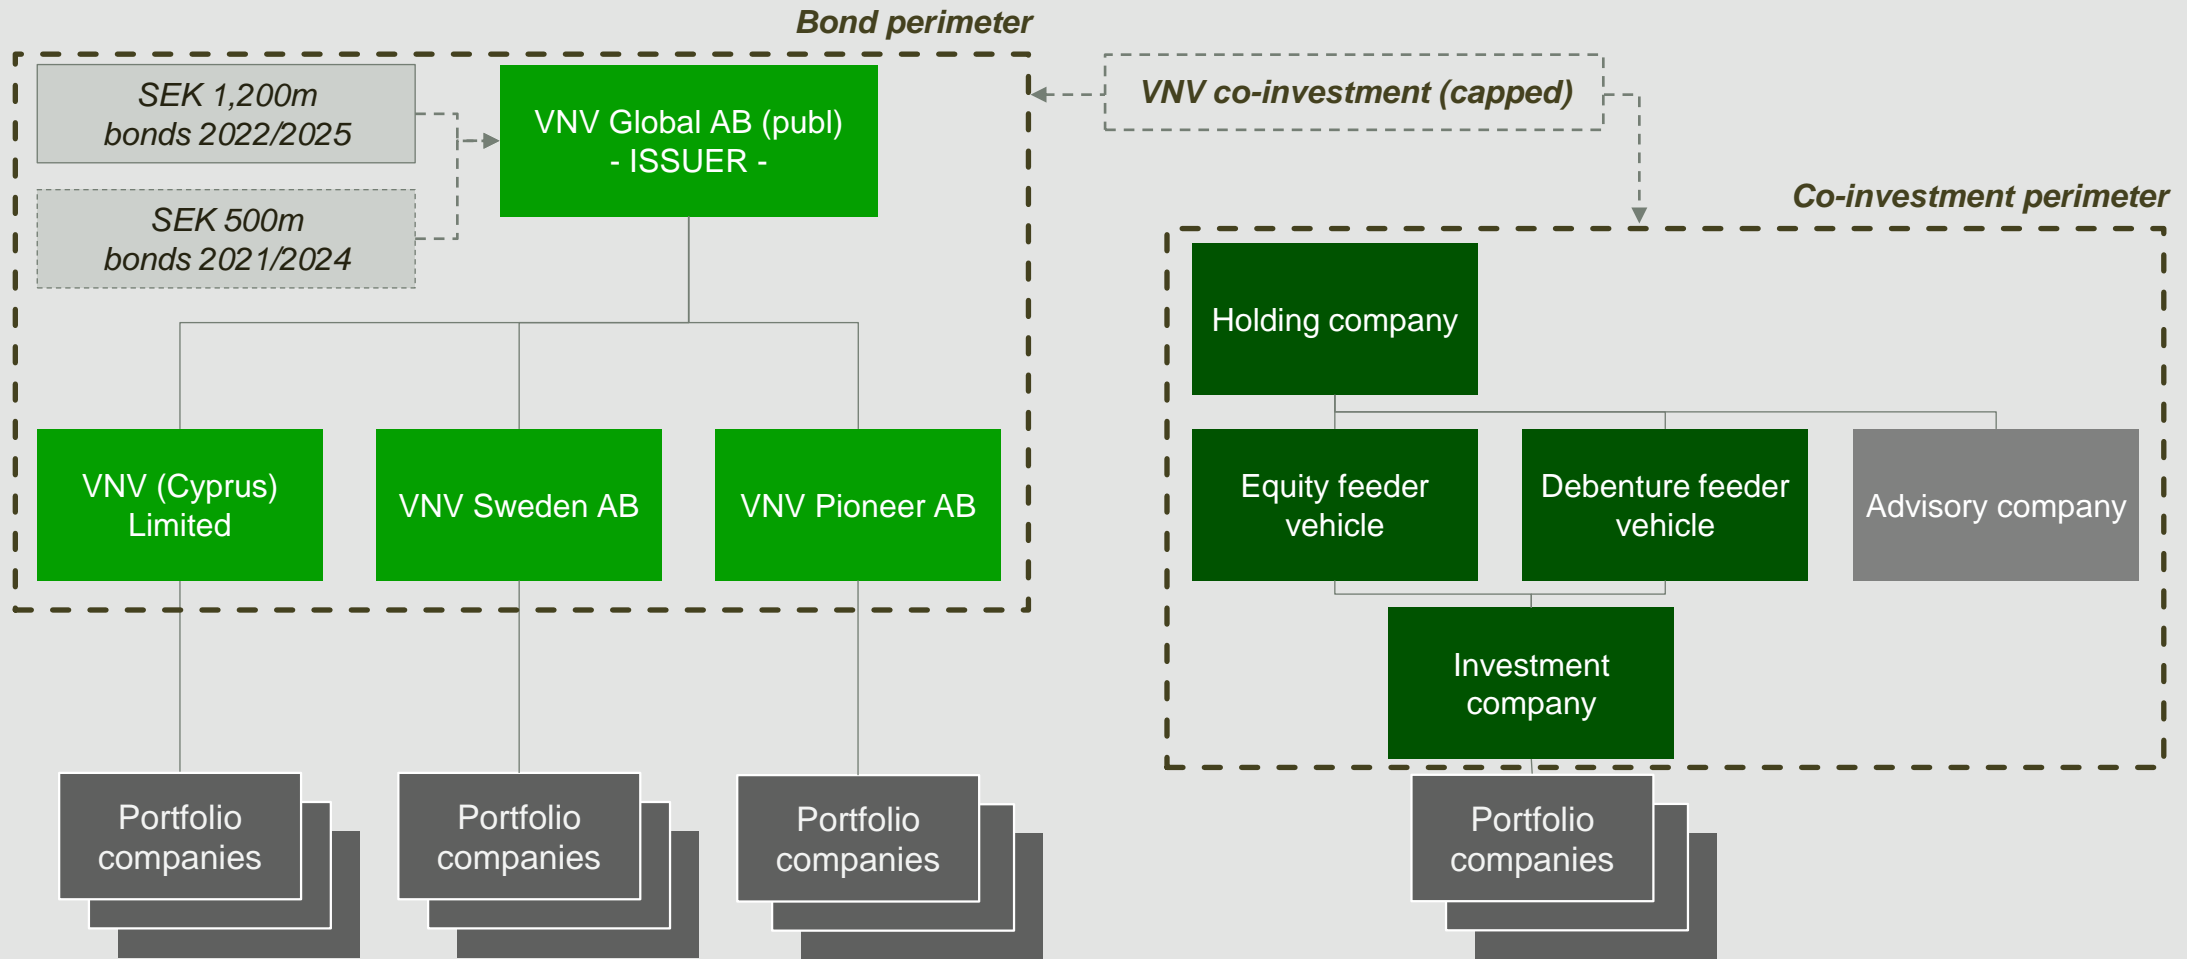 Bond perimeter
SEK 1,200m
bonds 2022/2025
VNV Global AB (publ)
- ISSUER -
VNV co-investment (capped)
SEK 500m
bonds 2021/2024
Co-investment perimeter
Holding company
VNV (Cyprus)
Limited
VNV Sweden AB
VNV Pioneer AB
Equity feeder
vehicle
Debenture feeder
vehicle
Advisory company
Investment
company
Portfolio
companies
Portfolio
companies
Portfolio
companies
Portfolio
companies